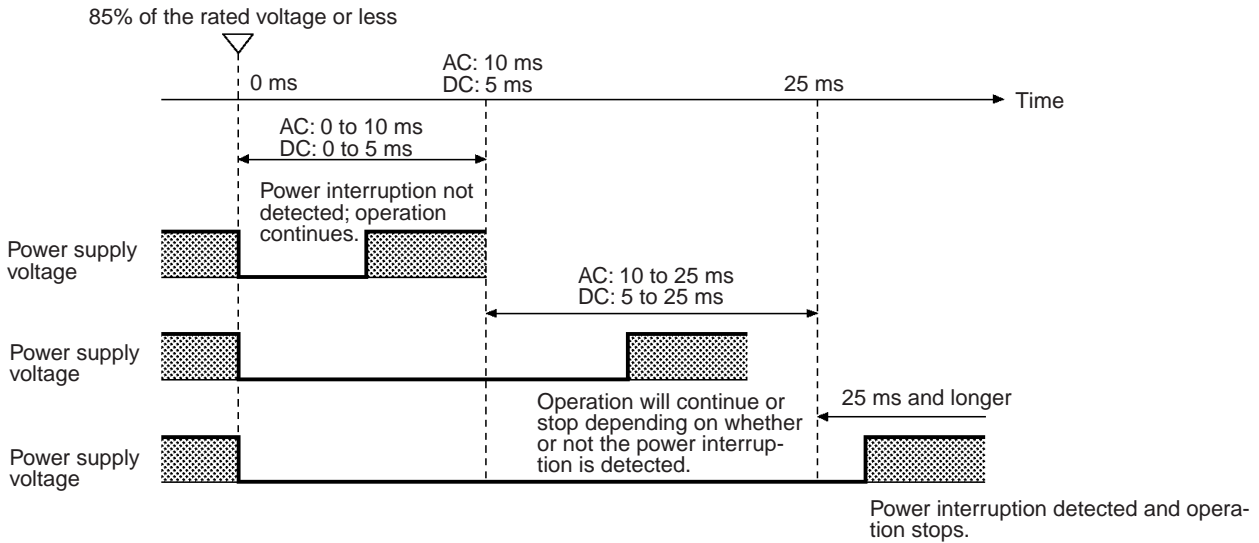 85% of the rated voltage or less
0 ms
AC: 10 ms
DC: 5 ms
25 ms
Time
AC: 0 to 10 ms
DC: 0 to 5 ms
Power interruption not
detected; operation
continues.
Power supply
voltage
AC: 10 to 25 ms
DC: 5 to 25 ms
Power supply
voltage
Operation will continue or
stop depending on whether
or not the power interrup-
tion is detected.
25 ms and longer
Power supply
voltage
Power interruption detected and opera-
tion stops.